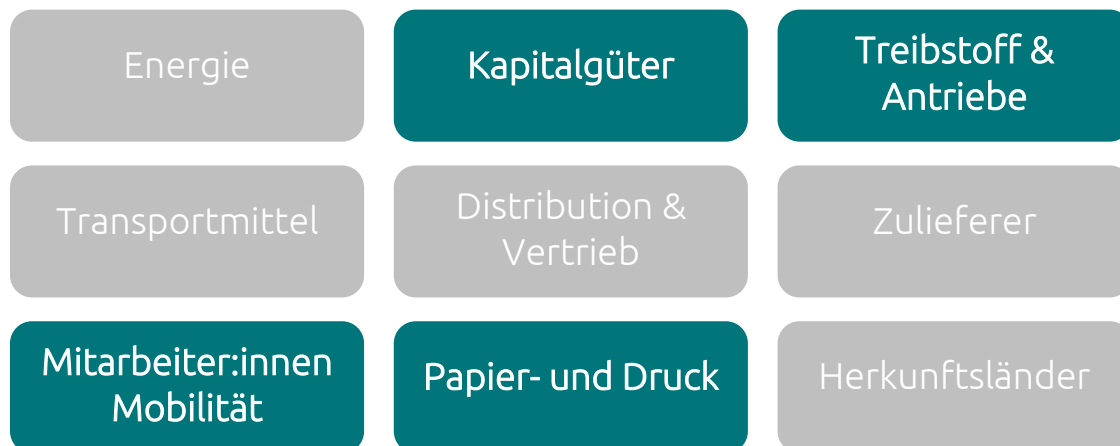 Energie
Kapitalgüter
Treibstoff &
Antriebe
Transportmittel
Distribution &
Vertrieb
Zulieferer
Mitarbeiter:innen
Mobilität
Papier- und Druck
Herkunftsländer